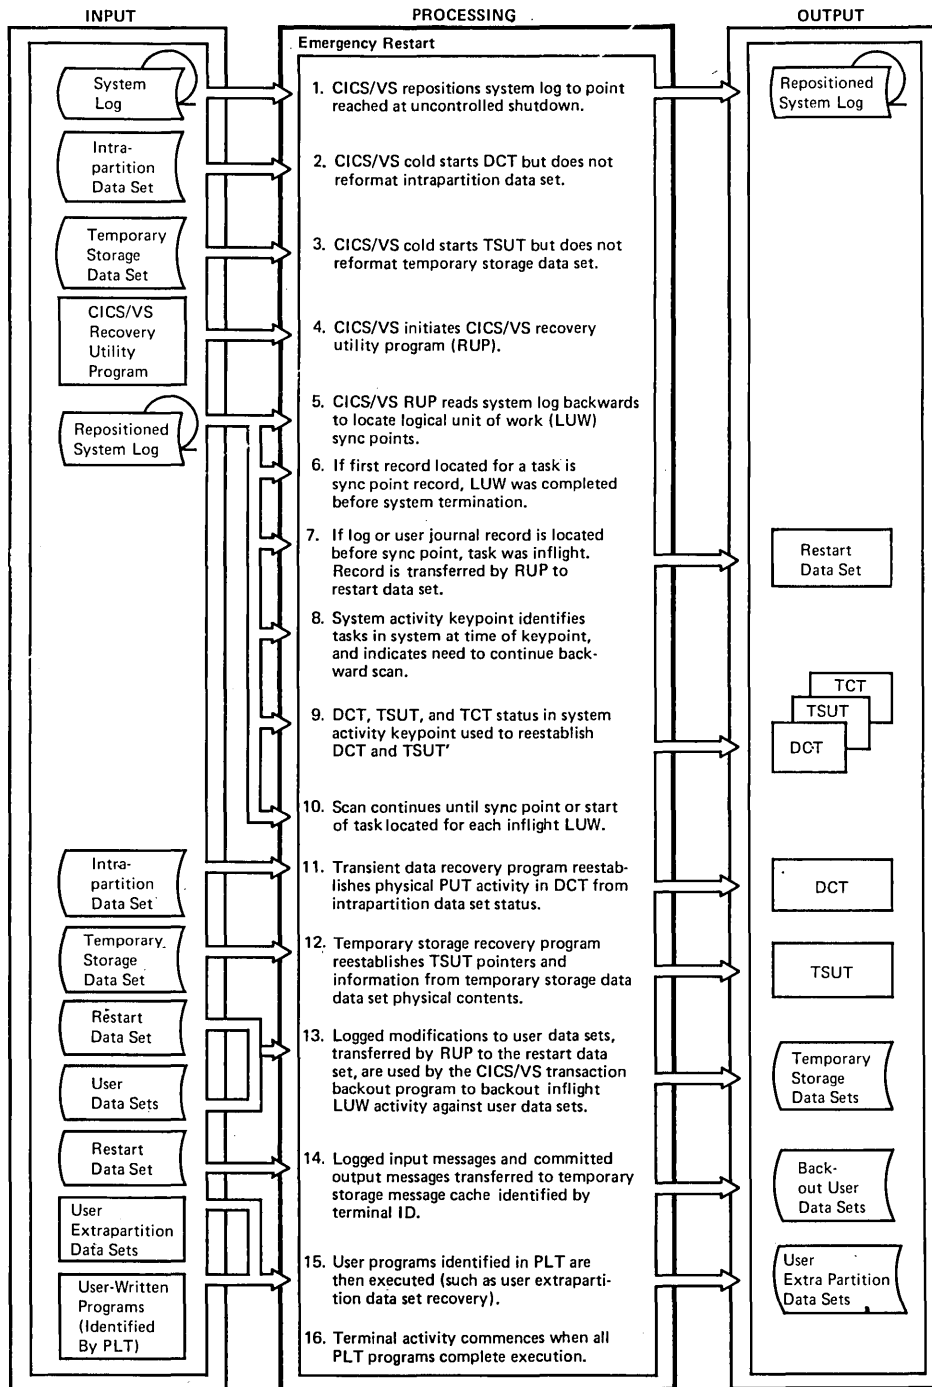 INPUT
PROCESSING
OUTPUT
Emergency Restart
System
Log
1. CICS/VS repositions system log to point
reached at uncontrolled shutdown.
Repositioned
System Log
Intra-
partition
Data Set
2. CICS/VS cold starts DCT but does not
reformat intrapartition data set.
Temporary
Storage
Data Set
3. CICS/VS cold starts TSUT but does not
reformat temporary storage data set.
CICS/VS
Recovery
Utility
Program
4. CICS/VS initiates CICS/VS recovery
utility program (RUP).
Repositioned
System Log
5. CICS/VS RUP reads system log backwards
to locate logical unit of work (LUW)
sync points.
6. If first record located for a task is
sync point record, LUW was completed
before system termination.
7. If log or user journal record is located
before sync point, task was inflight.
Record is transferred by RUP to
restart data set.
Restart
Data Set
8. System activity keypoint identifies
tasks in system at time of keypoint,
and indicates need to continue back-
ward scan.
9. DCT, TSUT, and TCT status in system
activity keypoint used to reestablish
DCT and TSUT'
TCT
TSUT
DCT
10. Scan continues until sync point or start
of task located for each inflight LUW.
Intra-
partition
Data Set
11. Transient data recovery program reestab-
lishes physical PUT activity in DCT from
intrapartition data set status.
DCT
Temporary
Storage
Data Set
12. Temporary storage recovery program
reestablishes TSUT pointers and
information from temporary storage data
data set physical contents.
TSUT
Restart
Data Set
User
Data Sets
13. Logged modifications to user data sets,
transferred by RUP to the restart data
set, are used by the CICS/VS transaction
backout program to backout inflight
LUW activity against user data sets.
Temporary
Storage
Data Sets
Restart
Data Set
14. Logged input messages and committed
output messages transferred to temporary
storage message cache identified by
terminal ID.
Back-
out User
Data Sets
User
Extrapartition
Data Sets
User-Written
Programs
(Identified
By PLT)
15. User programs identified in PLT are
then executed (such as user extraparti-
tion data set recovery).
User
Extra Partition
Data Sets
16. Terminal activity commences when all
PLT programs complete execution.